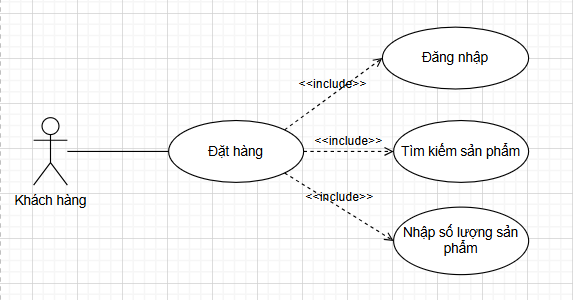 Đăng nhập
<<include>>
Đặt hàng
<<include>>
Tìm kiếm sản phẩm
Khách hàng
<<include>>
Nhập số lượng sản
phẩm